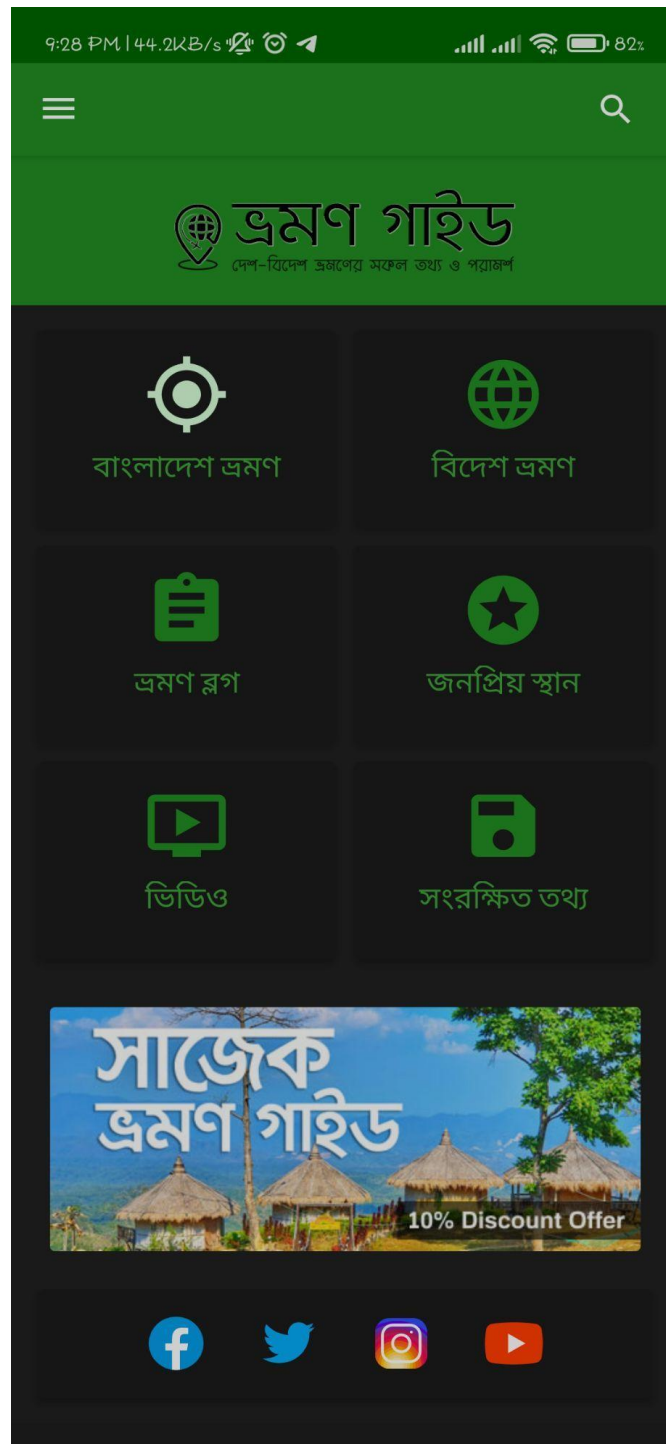 9:28 PM | 44.2KB/s 82%
ভ্রমণ গাইড
দেশ-বিদেশ ভ্রমণের সকল তথ্য ও পরামর্শ
বাংলাদেশ ভ্রমণ
বিদেশ ভ্রমণ
ভ্রমণ ব্লগ
জনপ্রিয় স্থান
ভিডিও
সংরক্ষিত তথ্য
সাজেক
ভ্রমণ গাইড
10% Discount Offer